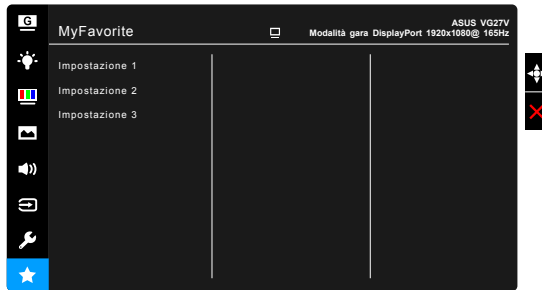 G
MyFavorite
ASUS VG27V
Modalità gara DisplayPort 1920x1080@ 165Hz
Impostazione 1
Impostazione 2
Impostazione 3